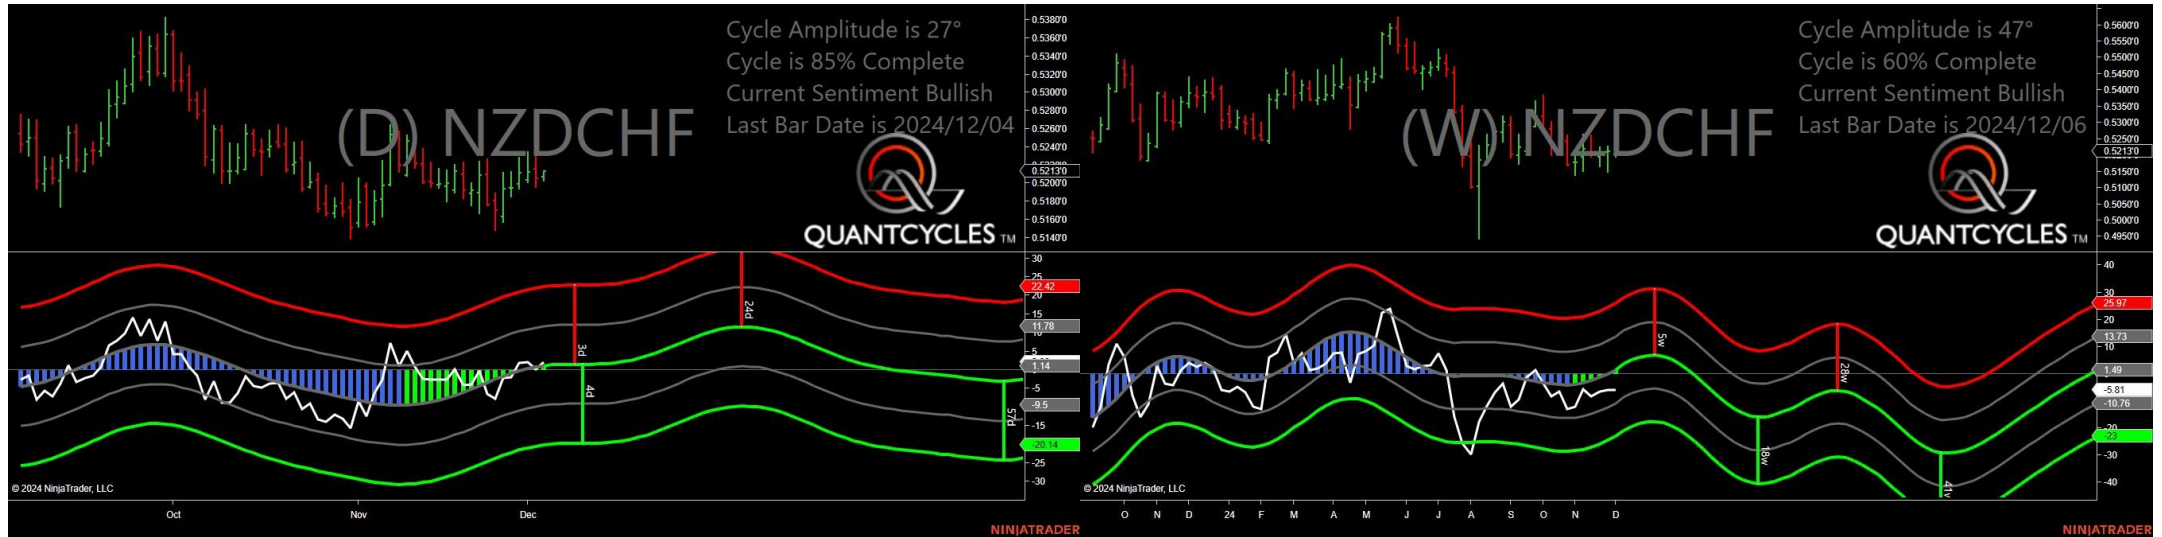 Cycle Amplitude is 27°
Cycle is 85% Complete
Current Sentiment Bullish
Last Bar Date is 2024/12/04
(D) NZDCHF
QUANTCYCLES TM
0.5380'0
0.5360'0
0.5340'0
0.5320'0
0.5300'0
0.5280'0
0.5260'0
0.5240'0
0.5213'0
0.5200'0
0.5180'0
0.5160'0
0.5140'0
30
25
22.42
20
15
11.78
5
1.14
-5
-9.5
-15
-20.14
-25
-30
3d
4d
24d
57d
© 2024 NinjaTrader, LLC
Oct
Nov
Dec
NINJATRADER
Cycle Amplitude is 47°
Cycle is 60% Complete
Current Sentiment Bullish
Last Bar Date is 2024/12/06
(W) NZDCHF
QUANTCYCLES TM
0.5600'0
0.5550'0
0.5500'0
0.5450'0
0.5400'0
0.5350'0
0.5300'0
0.5250'0
0.5213'0
0.5150'0
0.5100'0
0.5050'0
0.5000'0
0.4950'0
40
30
25.97
20
13.73
10
1.49
-5.81
-10.76
-20
-23
-30
-40
5w
18w
28w
© 2024 NinjaTrader, LLC
O N D 24 F M A M J J A S O N D
NINJATRADER